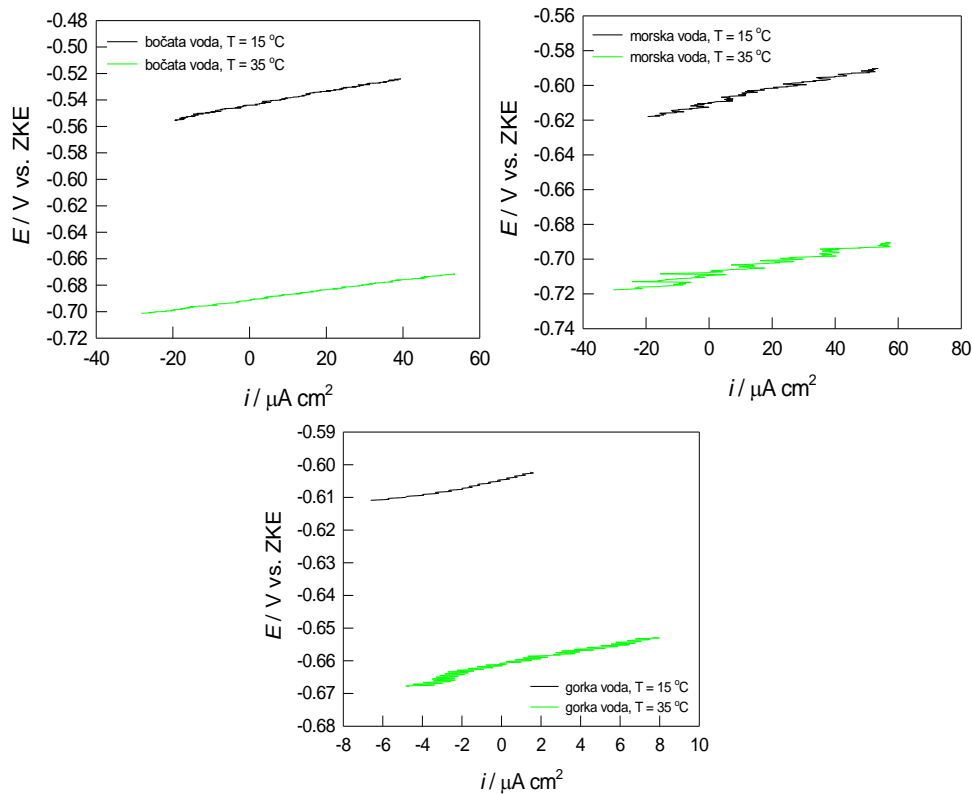 -0.48
-0.50
-0.52
-0.54
-0.56
-0.58
-0.60
-0.62
-0.64
-0.66
-0.68
-0.70
-0.72
E / V vs. ZKE
bočata voda, T = 15 °C
bočata voda, T = 35 °C
-40 -20 0 20 40 60
i / μA cm²
-0.56
-0.58
-0.60
-0.62
-0.64
-0.66
-0.68
-0.70
-0.72
-0.74
E / V vs. ZKE
morska voda, T = 15 °C
morska voda, T = 35 °C
-40 -20 0 20 40 60 80
i / μA cm²
-0.59
-0.60
-0.61
-0.62
-0.63
-0.64
-0.65
-0.66
-0.67
-0.68
E / V vs. ZKE
gorka voda, T = 15 °C
gorka voda, T = 35 °C
-8 -6 -4 -2 0 2 4 6 8 10
i / μA cm²